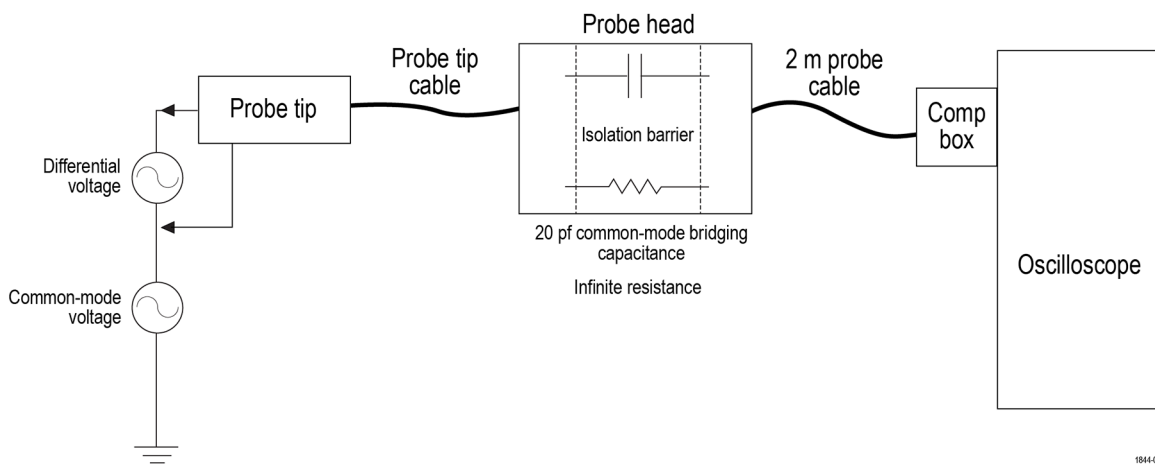 Probe head
Probe tip
cable
2 m probe
cable
Probe tip
Comp
box
Isolation barrier
Differential
voltage
20 pf common-mode bridging
capacitance
Infinite resistance
Oscilloscope
Common-mode
voltage